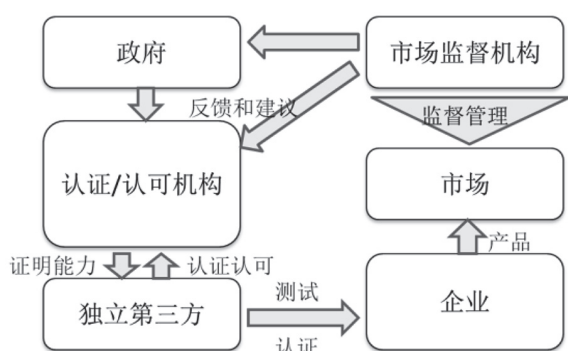 政府
市场监督机构
反馈和建议
监督管理
认证/认可机构
市场
证明能力
认证认可
产品
独立第三方
测试
认证
企业